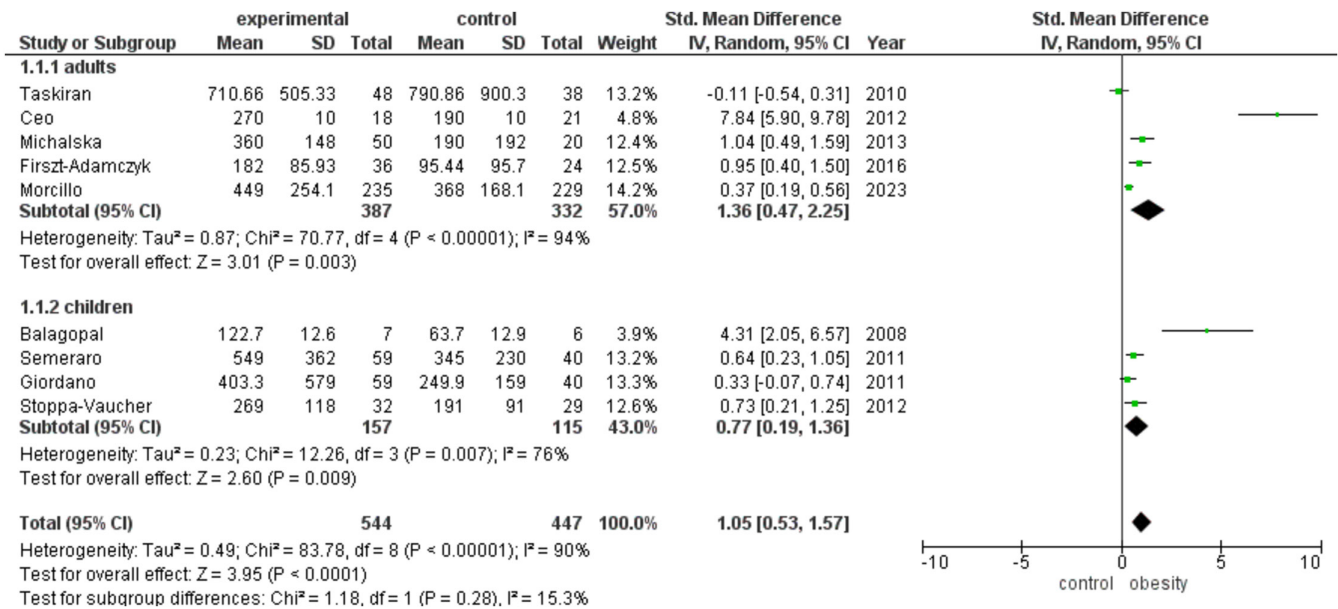 experimental control Std. Mean Difference Std. Mean Difference
Study or Subgroup Mean SD Total Mean SD Total Weight IV, Random, 95% CI Year IV, Random, 95% CI
1.1.1 adults
Taskiran 710.66 505.33 48 790.86 900.3 38 13.2% -0.11 [-0.54, 0.31] 2010
Ceo 270 10 18 190 10 21 4.8% 7.84 [5.90, 9.78] 2012
Michalska 360 148 50 190 192 20 12.4% 1.04 [0.49, 1.59] 2013
Firszt-Adamczyk 182 85.93 36 95.44 95.7 24 12.5% 0.95 [0.40, 1.50] 2016
Morcillo 449 254.1 235 368 168.1 229 14.2% 0.37 [0.19, 0.56] 2023
Subtotal (95% CI) 387 332 57.0% 1.36 [0.47, 2.25]
Heterogeneity: Tau² = 0.87; Chi² = 70.77, df = 4 (P < 0.00001); I² = 94%
Test for overall effect: Z = 3.01 (P = 0.003)
1.1.2 children
Balagopal 122.7 12.6 7 63.7 12.9 6 3.9% 4.31 [2.05, 6.57] 2008
Semeraro 549 362 59 345 230 40 13.2% 0.64 [0.23, 1.05] 2011
Giordano 403.3 579 59 249.9 159 40 13.3% 0.33 [-0.07, 0.74] 2011
Stoppa-Vaucher 269 118 32 191 91 29 12.6% 0.73 [0.21, 1.25] 2012
Subtotal (95% CI) 157 115 43.0% 0.77 [0.19, 1.36]
Heterogeneity: Tau² = 0.23; Chi² = 12.26, df = 3 (P = 0.007); I² = 76%
Test for overall effect: Z = 2.60 (P = 0.009)
Total (95% CI) 544 447 100.0% 1.05 [0.53, 1.57]
Heterogeneity: Tau² = 0.49; Chi² = 83.78, df = 8 (P < 0.00001); I² = 90%
Test for overall effect: Z = 3.95 (P < 0.0001)
Test for subgroup differences: Chi² = 1.18, df = 1 (P = 0.28), I² = 15.3%
-10 -5 0 5 10
control obesity